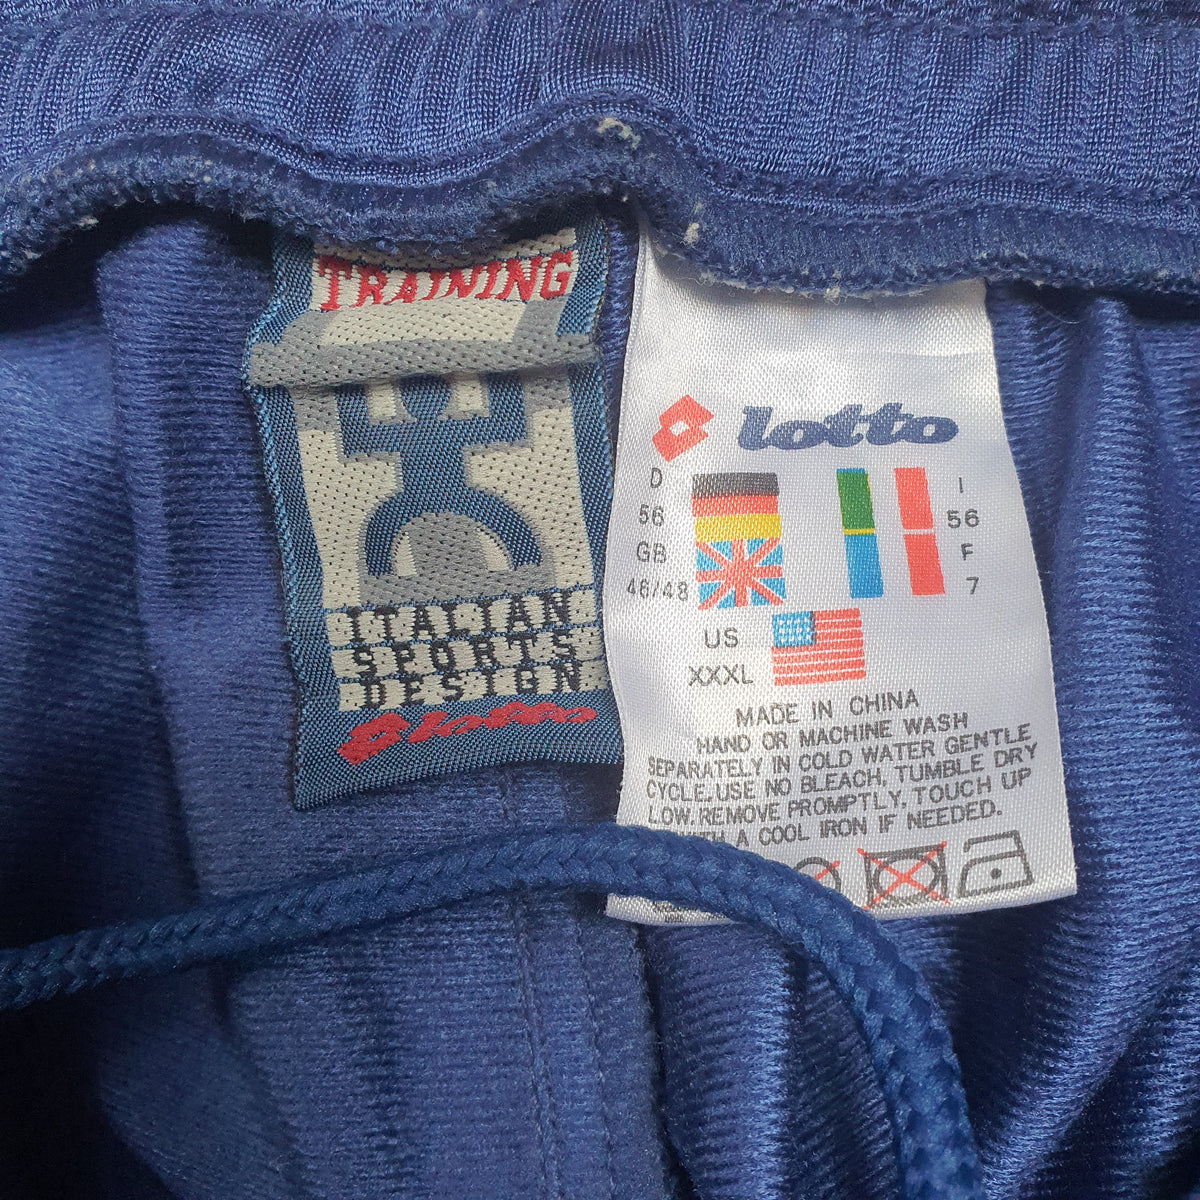 TRAINING
ITALIAN
SPORTS
DESIGN
lotto
lotto
D I
56 56
GB F
46/48 7
US
XXXL
MADE IN CHINA
HAND OR MACHINE WASH
SEPARATELY IN COLD WATER GENTLE
CYCLE. USE NO BLEACH, TUMBLE DRY
LOW. REMOVE PROMPTLY. TOUCH UP
A COOL IRON IF NEEDED.